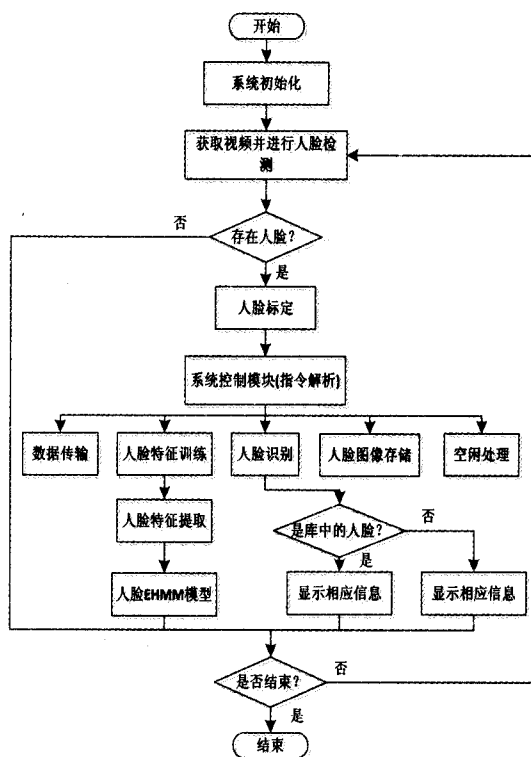 开始
系统初始化
获取视频并进行人脸检
测
否
存在人脸？
是
人脸标定
系统控制模块(指令解析)
数据传输
人脸特征训练
人脸识别
人脸图像存储
空闲处理
人脸特征提取
是库中的人脸？
否
是
人脸EHMM模型
显示相应信息
显示相应信息
是否结束？
否
是
结束